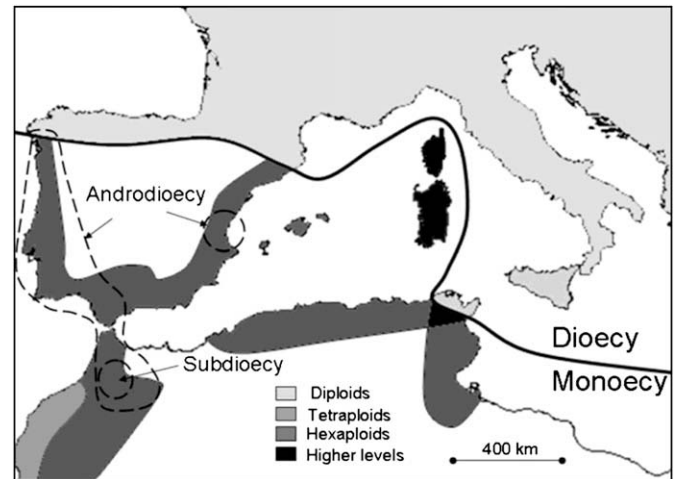 Androdioecy
Dioecy
Monoecy
Subdioecy
Diploids
Tetraploids
Hexaploids
Higher levels
400 km